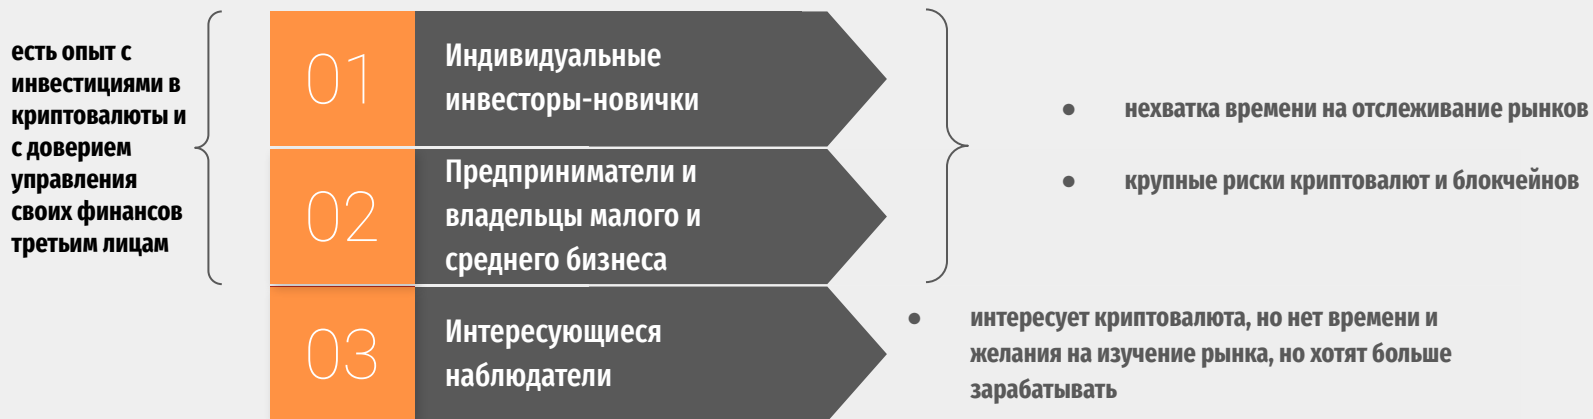 есть опыт с
инвестициями в
криптовалюты и
с доверием
управления
своих финансов
третьим лицам
01
Индивидуальные
инвесторы-новички
02
Предприниматели и
владельцы малого и
среднего бизнеса
03
Интересующиеся
наблюдатели
● нехватка времени на отслеживание рынков
● крупные риски криптовалют и блокчейнов
● интересует криптовалюта, но нет времени и
желания на изучение рынка, но хотят больше
зарабатывать